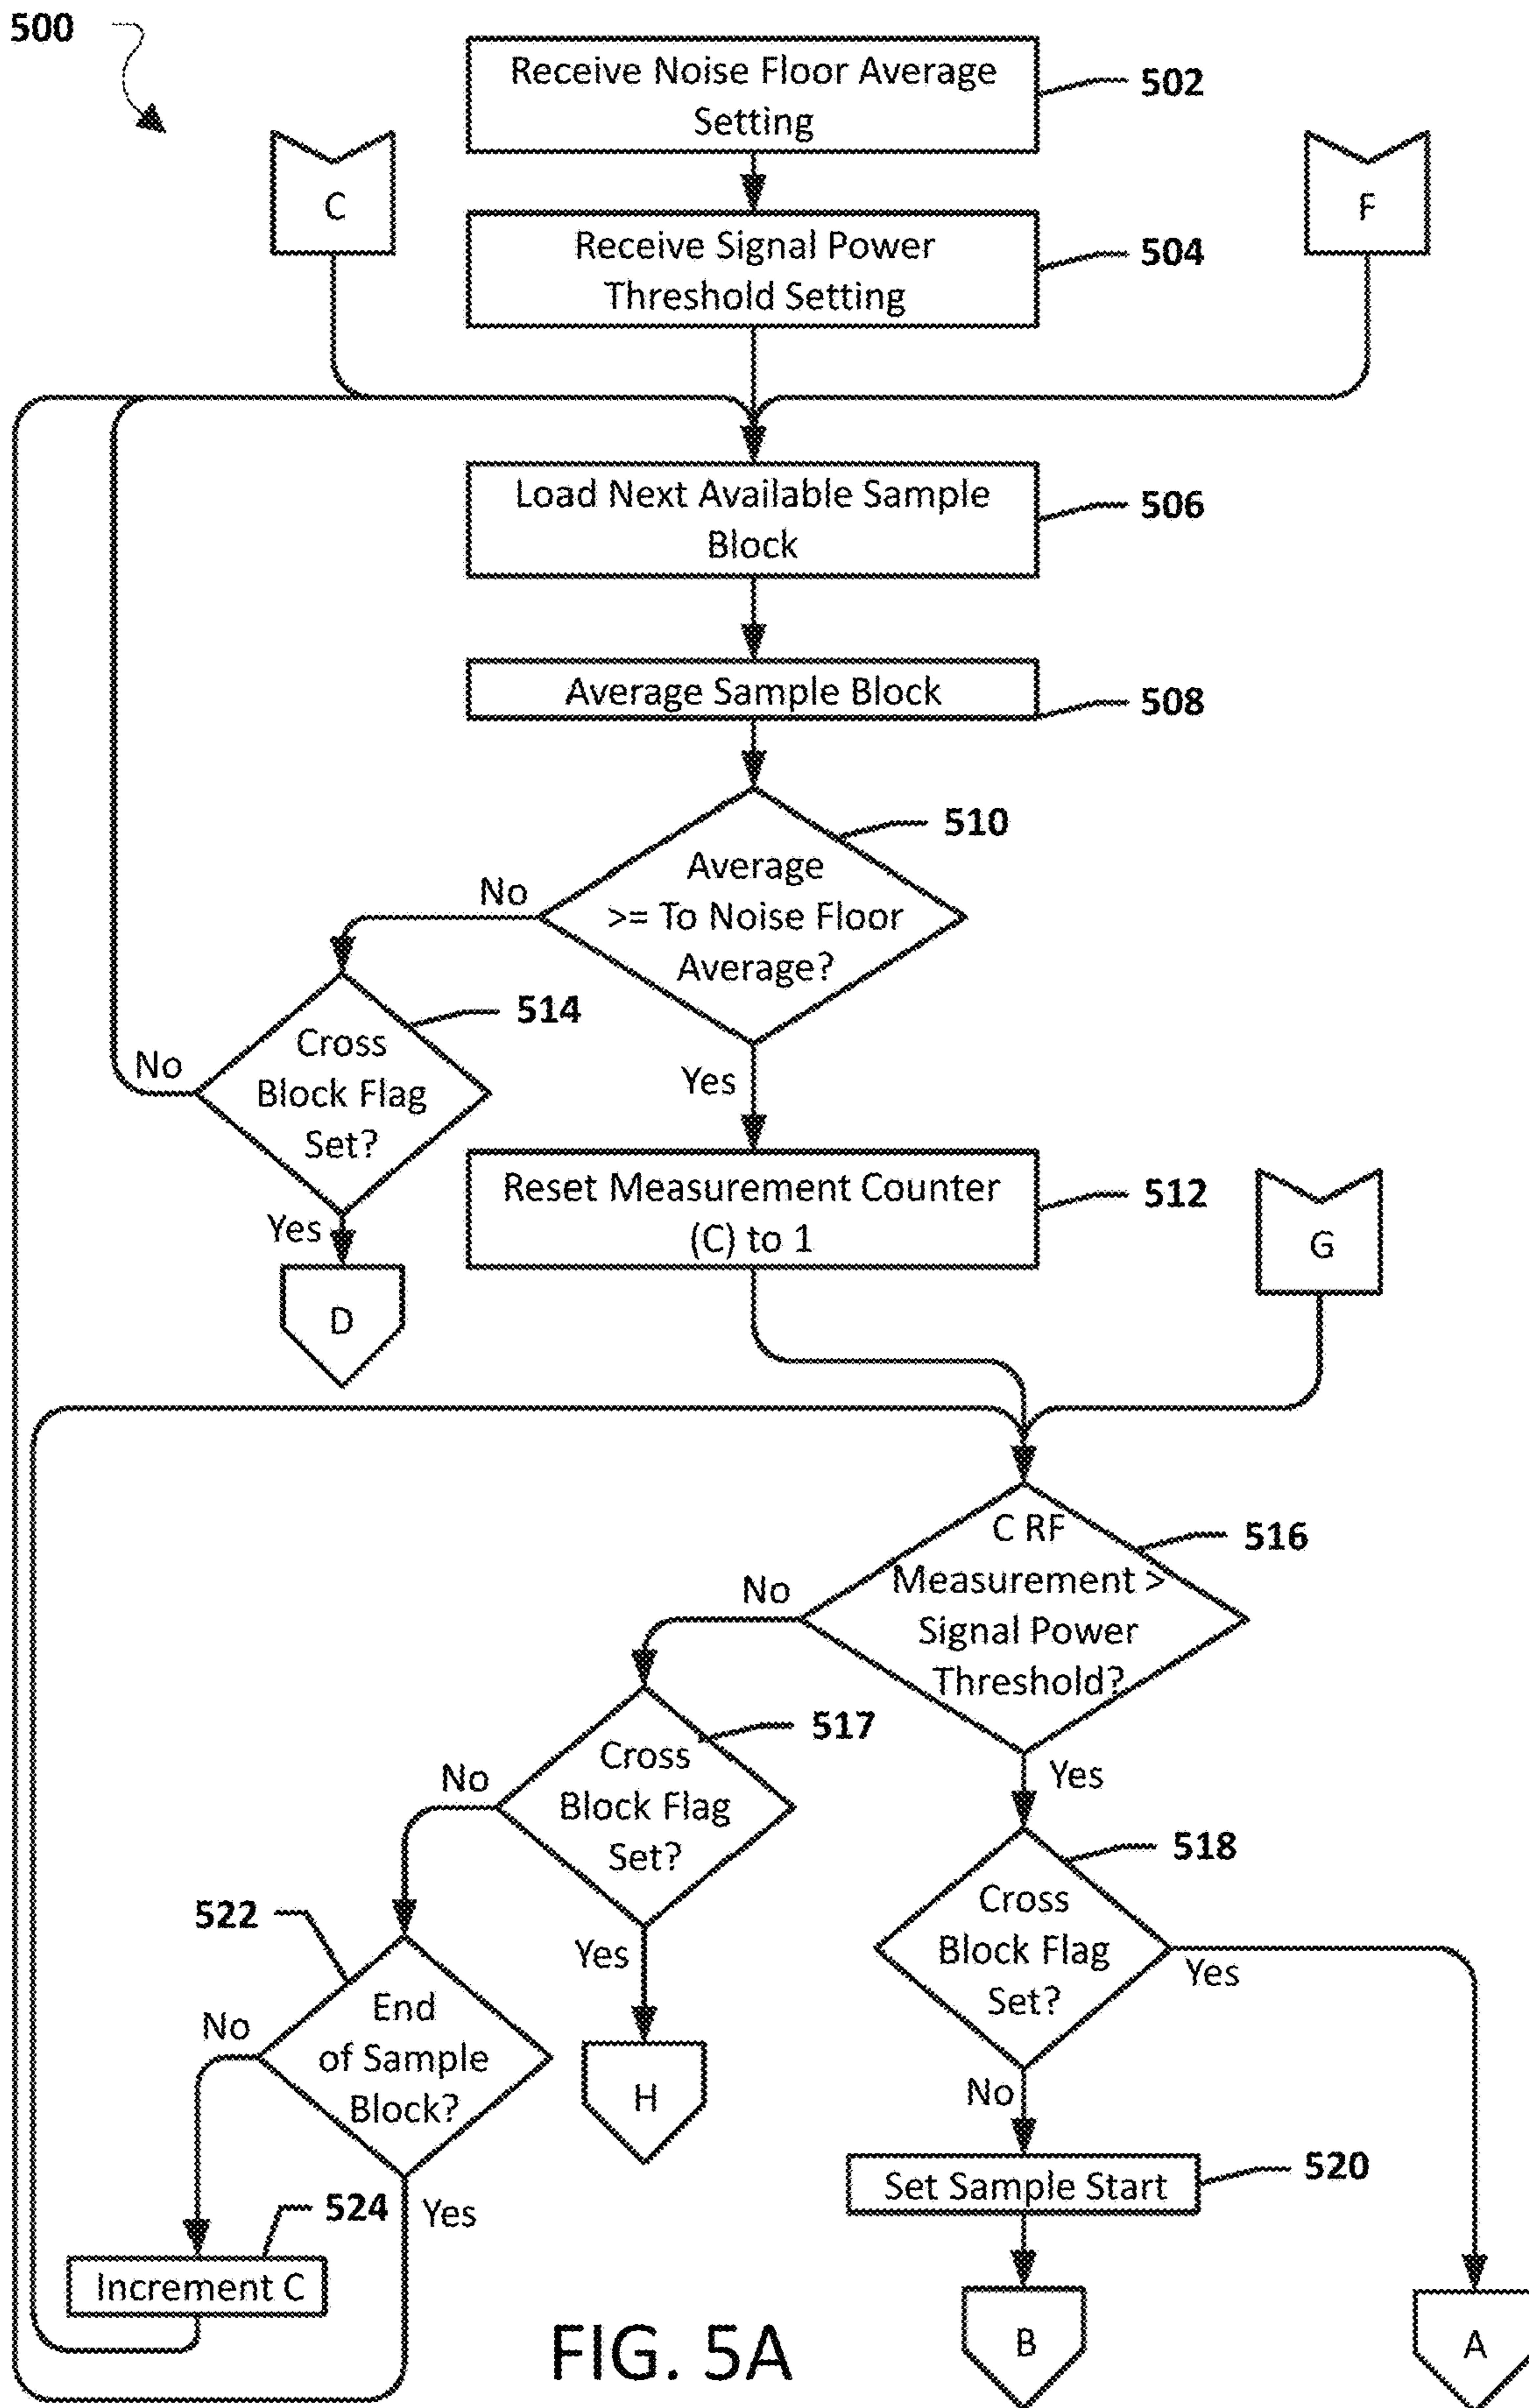 500
Receive Noise Floor Average
Setting
502
C
F
Receive Signal Power
Threshold Setting
504
Load Next Available Sample
Block
506
Average Sample Block
508
510
Average
>= To Noise Floor
Average?
No
514
Cross
Block Flag
Set?
No
Yes
Yes
D
Reset Measurement Counter
(C) to 1
512
G
C RF
Measurement >
Signal Power
Threshold?
516
No
Yes
517
Cross
Block Flag
Set?
No
Yes
518
Cross
Block Flag
Set?
Yes
No
522
End
of Sample
Block?
No
Yes
H
Set Sample Start
520
524
Increment C
B
A
FIG. 5A